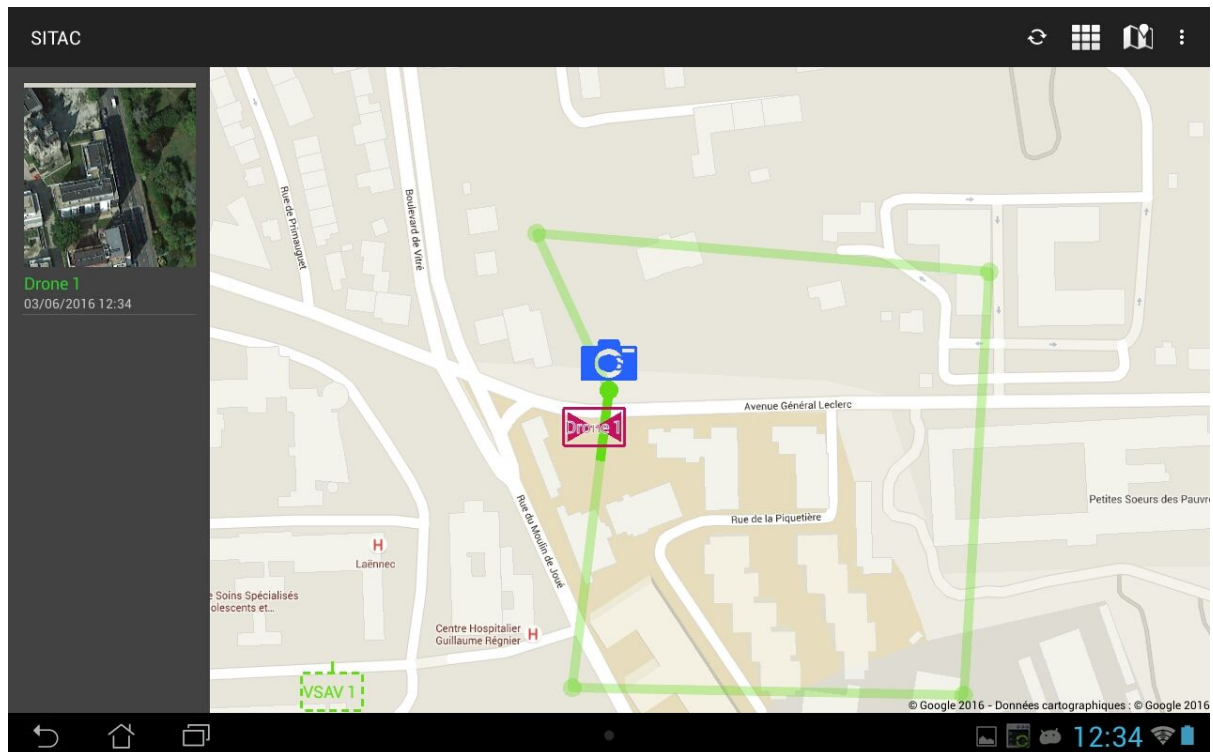 SITAC
Drone 1
03/06/2016 12:34
Rue de Primauguet
Boulevard de Vitré
Avenue Général Leclerc
Drone 1
Petites Soeurs des Pauvr
Rue de la Piquetière
Rue du Moulin de Joué
H
Laënnec
e Soins Spécialisés
olescents et...
Centre Hospitalier
Guillaume Régnier
H
VSAV 1
© Google 2016 - Données cartographiques : © Google 2016
12:34